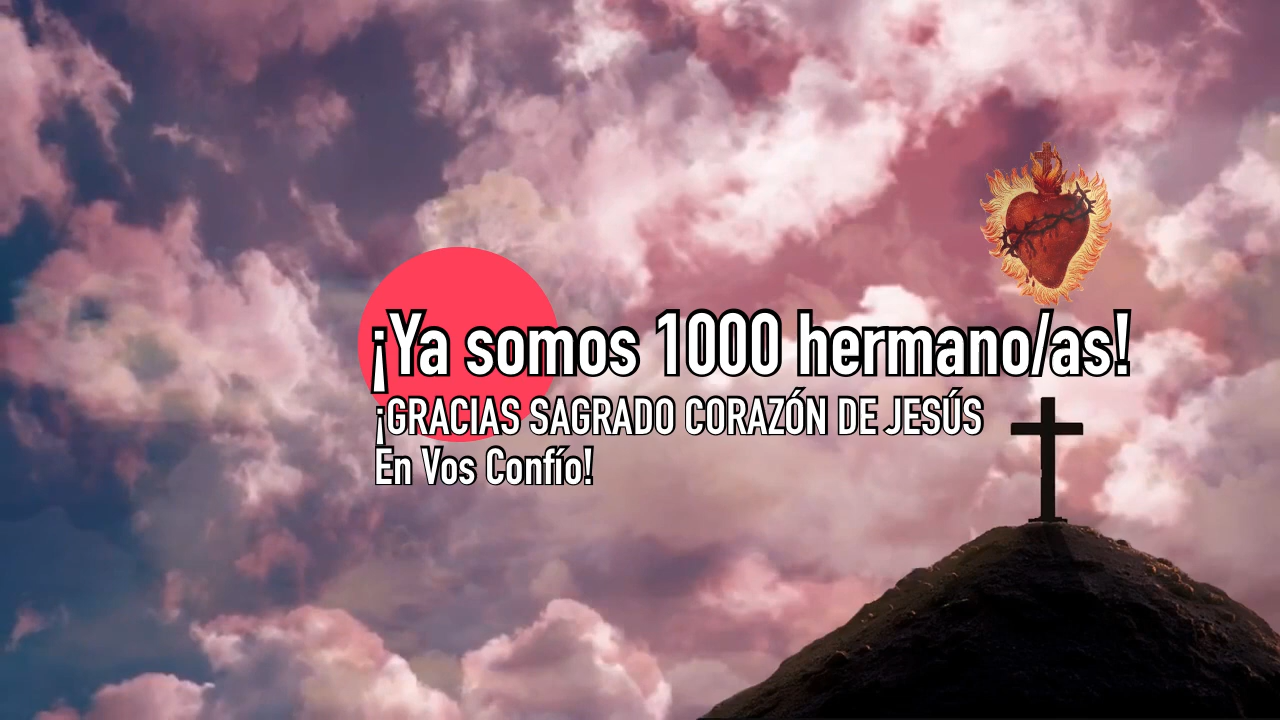 ¡Ya somos 1000 hermano/as!
¡GRACIAS SAGRADO CORAZÓN DE JESÚS
En Vos Confío!